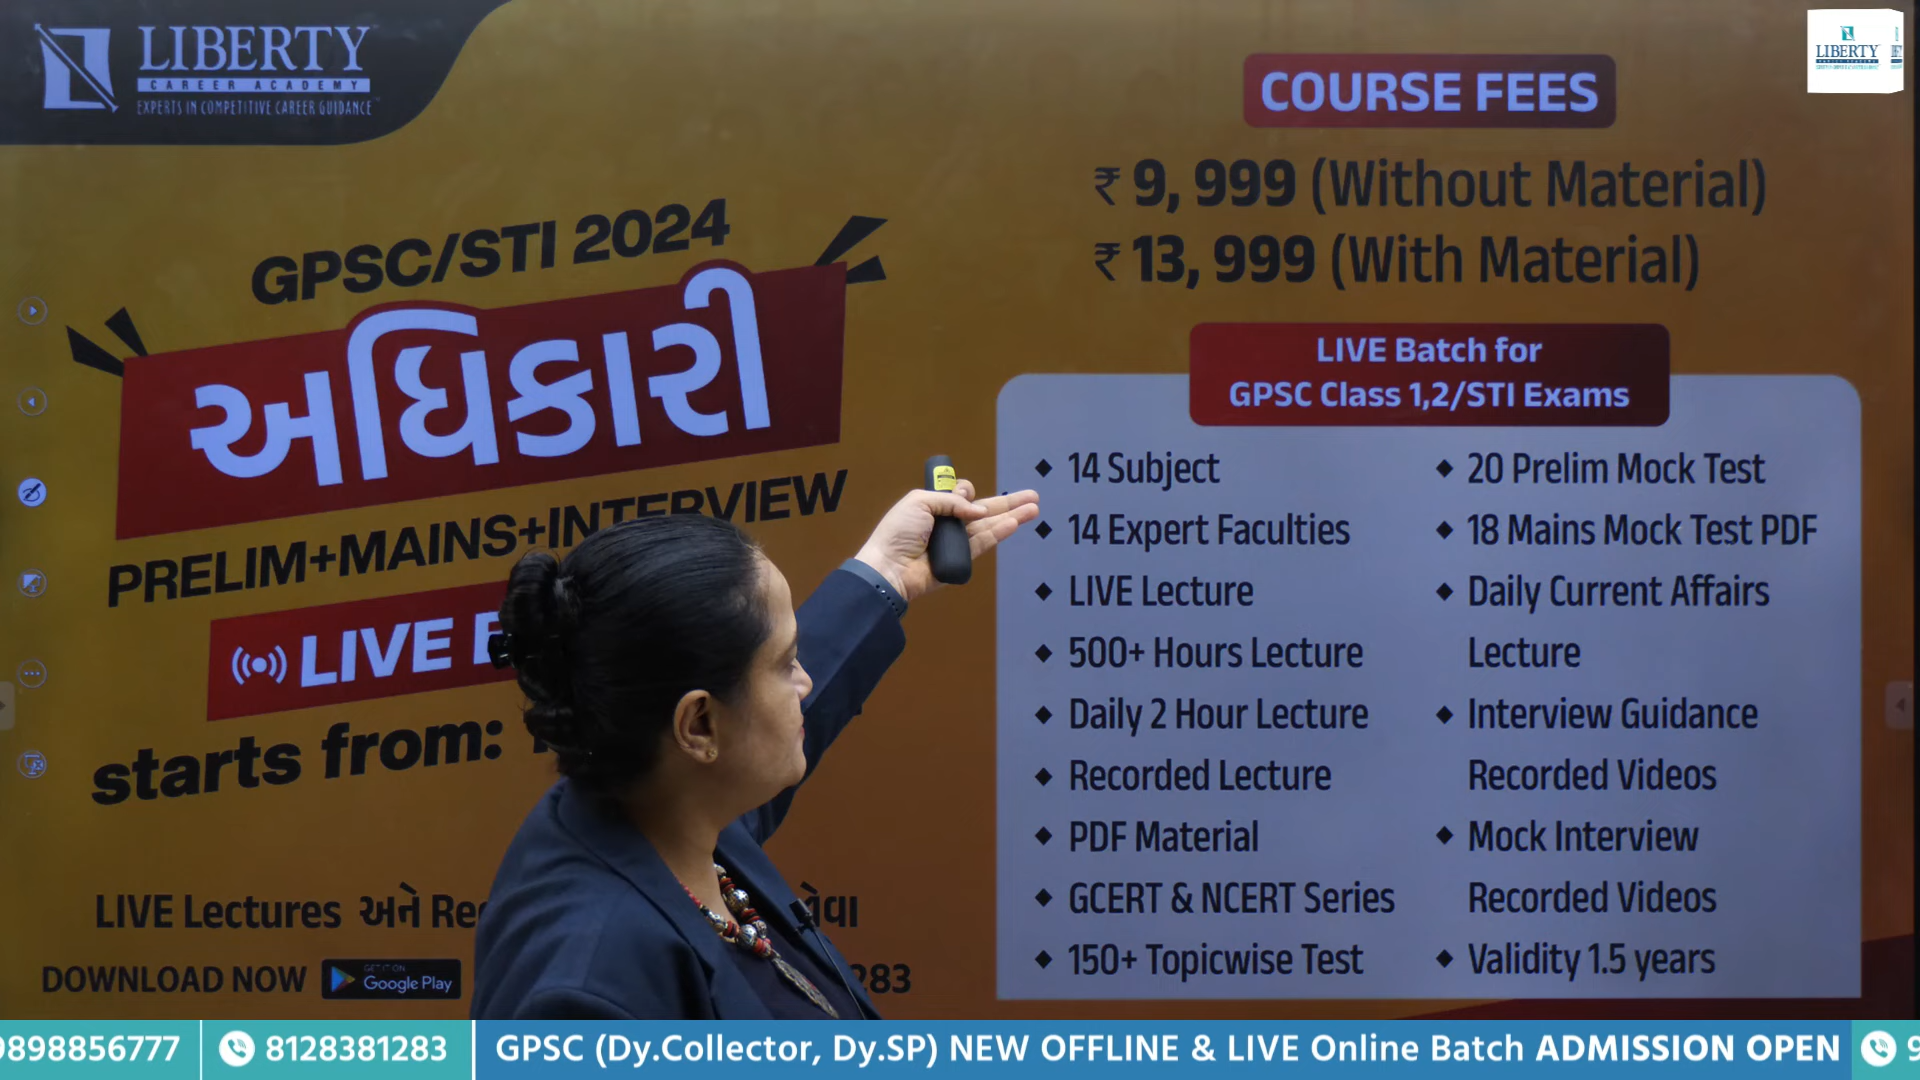 LIBERTY
CAREER ACADEMY
EXPERTS IN COMPETITIVE CAREER GUIDANCE
LIBERTY
GPSC/STI 2024
અધિકારી
PRELIM+MAINS+INTERVIEW
LIVE
starts from:
LIVE Lectures અને
DOWNLOAD NOW
GET IT ON
Google Play
283
COURSE FEES
₹ 9, 999 (Without Material)
₹ 13, 999 (With Material)
LIVE Batch for
GPSC Class 1,2/STI Exams
14 Subject
14 Expert Faculties
LIVE Lecture
500+ Hours Lecture
Daily 2 Hour Lecture
Recorded Lecture
PDF Material
GCERT & NCERT Series
150+ Topicwise Test
20 Prelim Mock Test
18 Mains Mock Test PDF
Daily Current Affairs
Lecture
Interview Guidance
Recorded Videos
Mock Interview
Recorded Videos
Validity 1.5 years
9898856777
8128381283
GPSC (Dy.Collector, Dy.SP) NEW OFFLINE & LIVE Online Batch ADMISSION OPEN